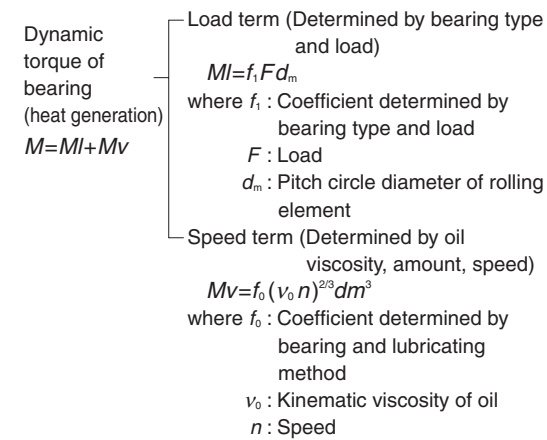 Dynamic
torque of
bearing
(heat generation)
M=Ml+Mv
Load term (Determined by bearing type
and load)
Ml=f₁Fdₘ
where f₁ : Coefficient determined by
bearing type and load
F : Load
dₘ : Pitch circle diameter of rolling
element
Speed term (Determined by oil
viscosity, amount, speed)
Mv=f₀(ν₀n)²ᐟ³dm³
where f₀ : Coefficient determined by
bearing and lubricating
method
ν₀ : Kinematic viscosity of oil
n : Speed